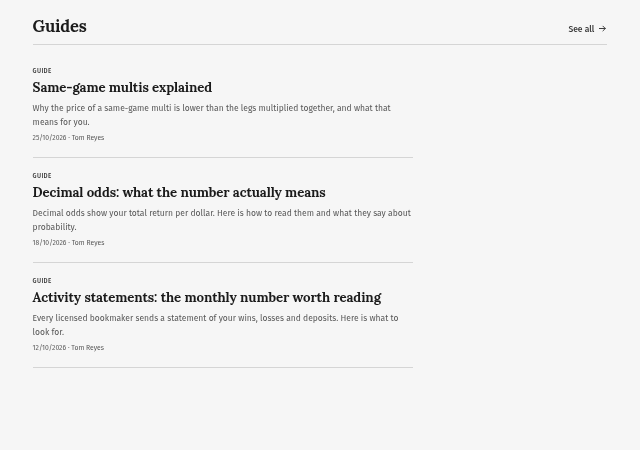 Guides
See all →
GUIDE
Same-game multis explained
Why the price of a same-game multi is lower than the legs multiplied together, and what that
means for you.
25/10/2026 · Tom Reyes
GUIDE
Decimal odds: what the number actually means
Decimal odds show your total return per dollar. Here is how to read them and what they say about
probability.
18/10/2026 · Tom Reyes
GUIDE
Activity statements: the monthly number worth reading
Every licensed bookmaker sends a statement of your wins, losses and deposits. Here is what to
look for.
12/10/2026 · Tom Reyes